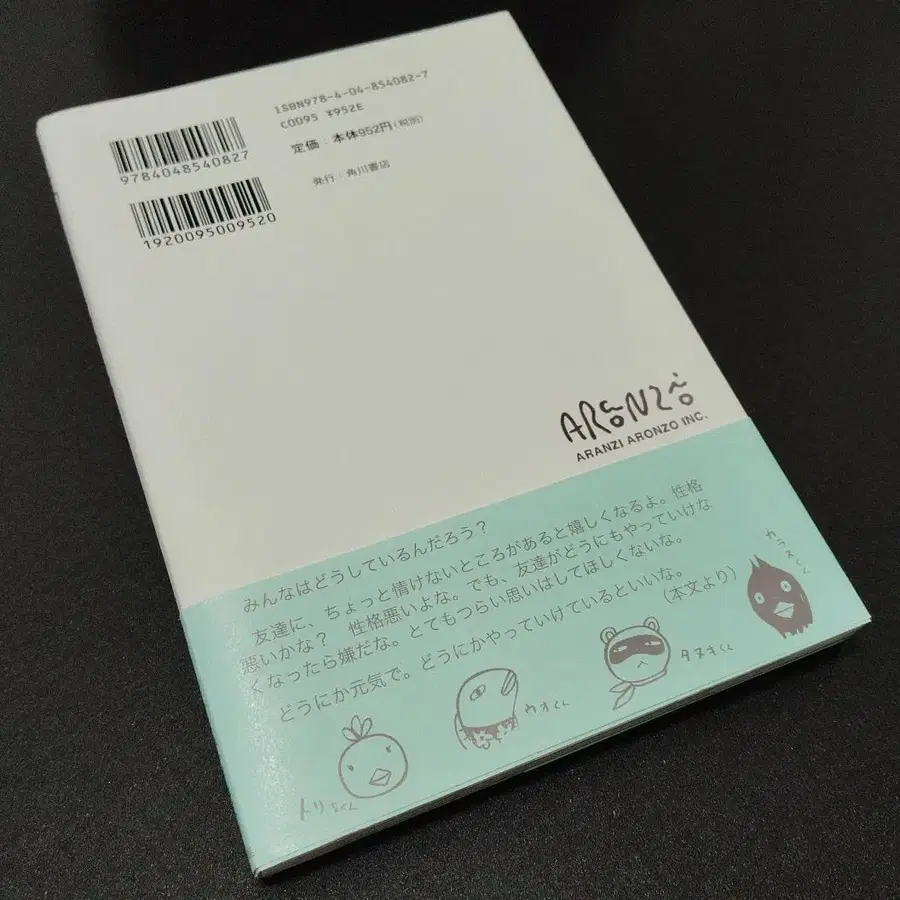 ISBN978-4-04-854082-7
C0095 ¥952E
定価：本体952円(税別)
発行：角川書店
9784048540827
1920095009520
ARANZI
ARANZI ARONZO INC.
みんなはどうしているんだろう？
友達に、ちょっと情けないところがあると嬉しくなるよ。性格
悪いかな？　性格悪いよな。でも、友達がどうにもやっていけな
くなったら嫌だな。とてもつらい思いはしてほしくないな。
どうにか元気で。どうにかやっていけているといいな。
（本文より）
カラスくん
タヌキくん
ウオくん
トリくん